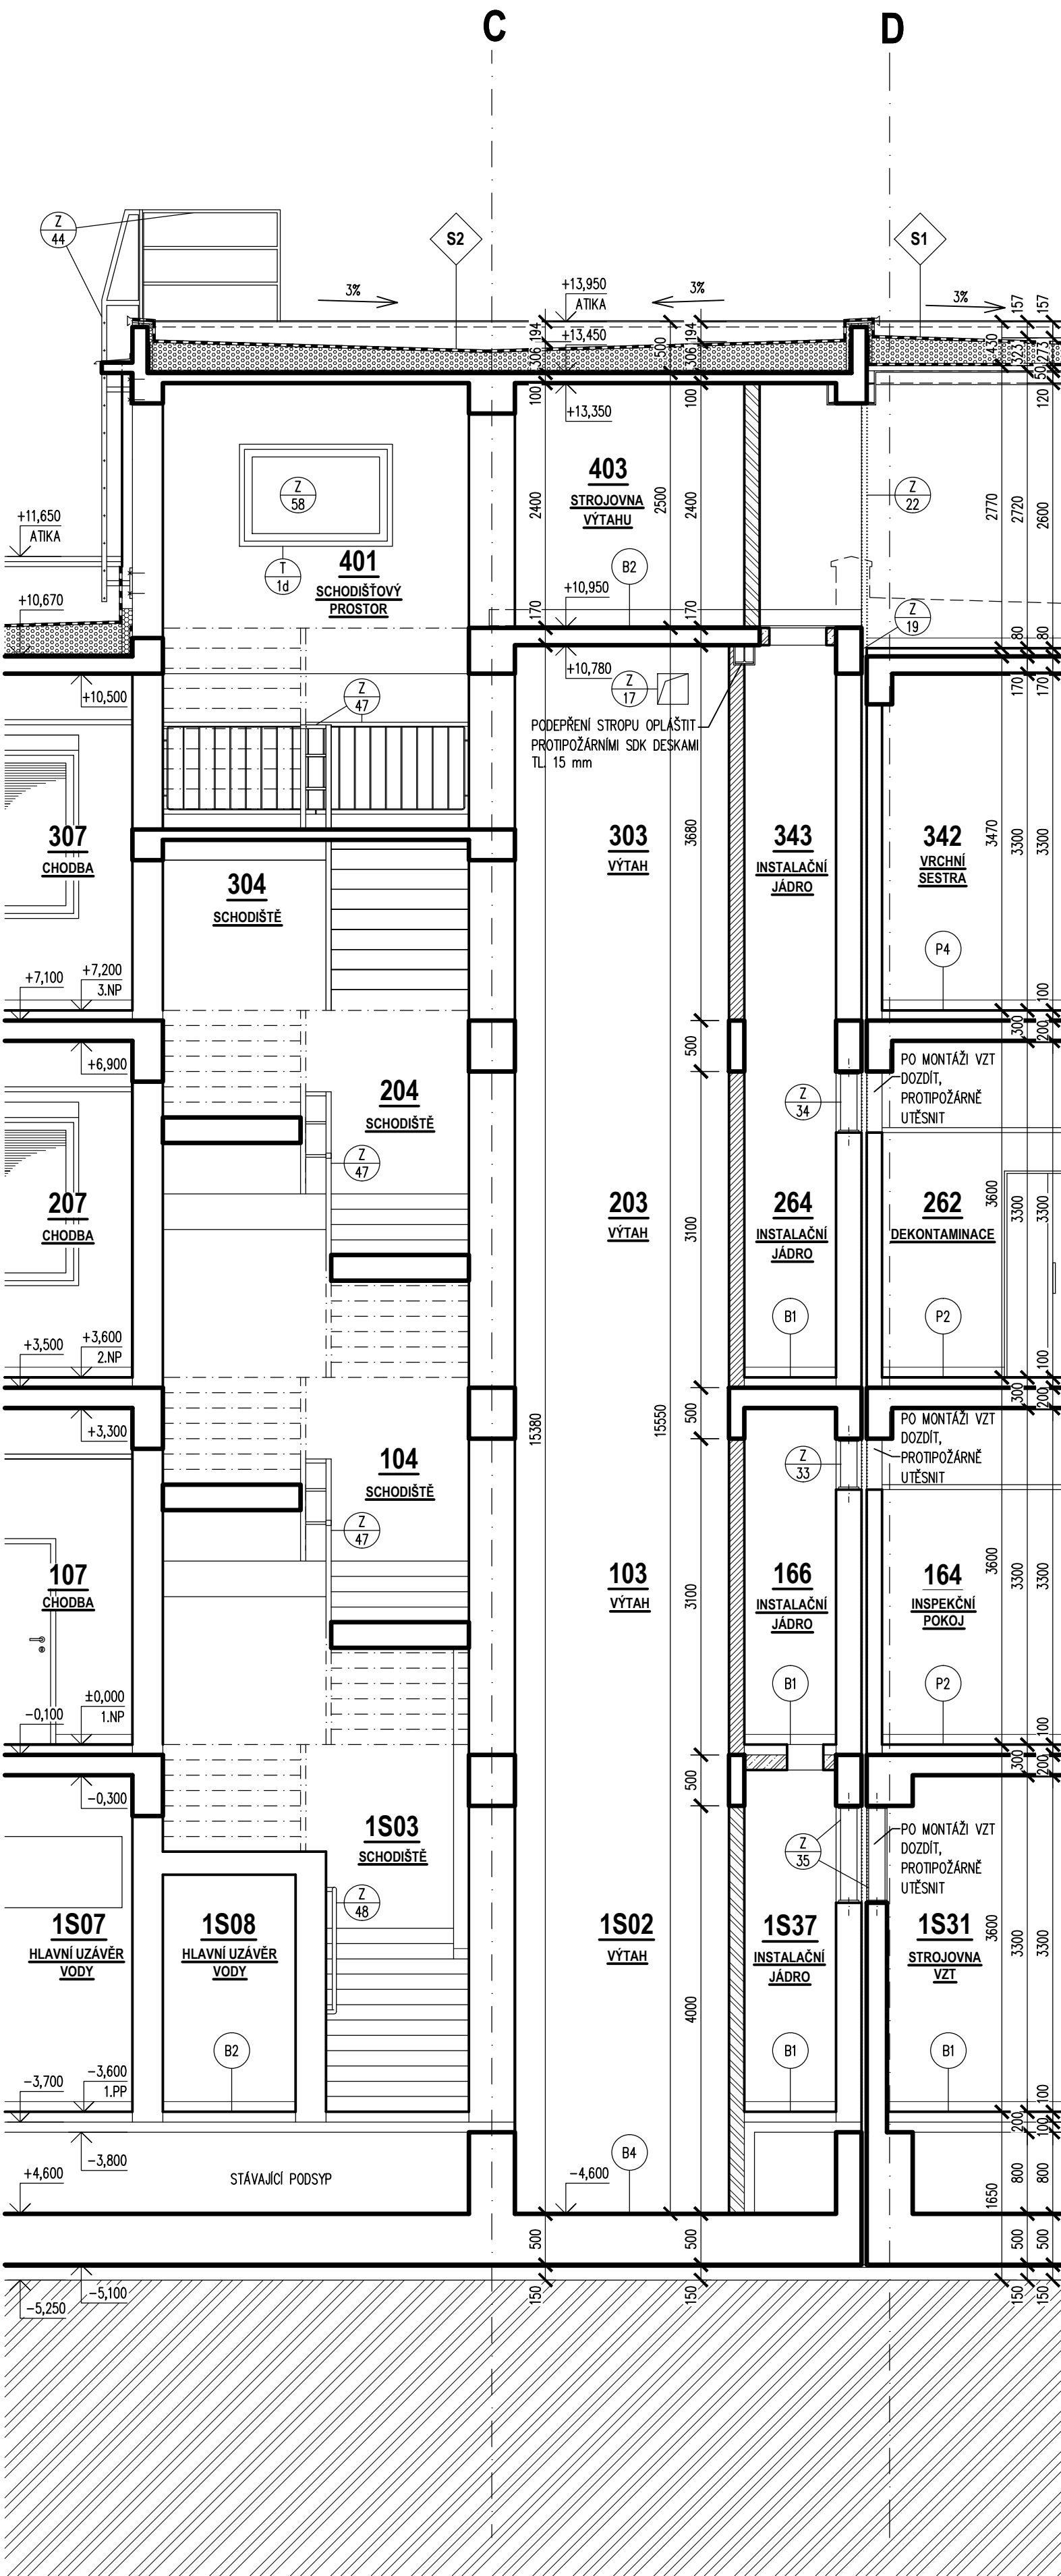 C
D
Z
44
S2
S1
3%
3%
3%
+13,950
ATIKA
+13,450
194
306
500
194
306
430
157
323
157
273
50
120
100
+13,350
100
403
STROJOVNA
VÝTAHU
Z
58
Z
22
2400
2500
2400
2770
2720
2600
+11,650
ATIKA
T
1d
401
SCHODIŠŤOVÝ
PROSTOR
B2
+10,950
170
170
+10,670
Z
19
80
80
+10,780
Z
17
+10,500
Z
47
170
170
PODEPŘENÍ STROPU OPLÁŠTIT
PROTIPOŽÁRNÍMI SDK DESKAMI
TL. 15 mm
307
CHODBA
303
VÝTAH
3680
343
INSTALAČNÍ
JÁDRO
342
VRCHNÍ
SESTRA
3470
3300
3300
304
SCHODIŠTĚ
P4
+7,100
+7,200
3.NP
100
300
200
500
+6,900
PO MONTÁŽI VZT
DOZDÍT,
PROTIPOŽÁRNĚ
UTĚSNIT
204
SCHODIŠTĚ
Z
34
Z
47
207
CHODBA
203
VÝTAH
3100
264
INSTALAČNÍ
JÁDRO
262
DEKONTAMINACE
3600
3300
3300
B1
P2
+3,500
+3,600
2.NP
100
300
200
15380
15550
500
+3,300
PO MONTÁŽI VZT
DOZDÍT,
PROTIPOŽÁRNĚ
UTĚSNIT
104
SCHODIŠTĚ
Z
33
Z
47
107
CHODBA
103
VÝTAH
3100
166
INSTALAČNÍ
JÁDRO
164
INSPEKČNÍ
POKOJ
3600
3300
3300
B1
P2
-0,100
±0,000
1.NP
100
300
200
500
-0,300
1S03
SCHODIŠTĚ
Z
35
PO MONTÁŽI VZT
DOZDÍT,
PROTIPOŽÁRNĚ
UTĚSNIT
Z
48
1S07
HLAVNÍ UZÁVĚR
VODY
1S08
HLAVNÍ UZÁVĚR
VODY
1S02
VÝTAH
1S37
INSTALAČNÍ
JÁDRO
1S31
STROJOVNA
VZT
3600
3300
3300
4000
B2
B1
B1
-3,700
-3,600
1.PP
100
200
100
-3,800
B4
+4,600
STÁVAJÍCÍ PODSYP
-4,600
1650
800
800
500
500
500
500
-5,100
-5,250
150
150
150
150